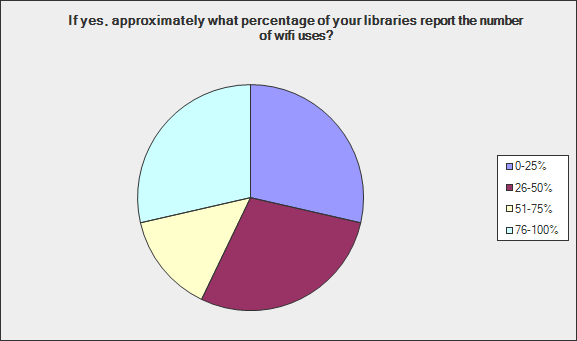 If yes, approximately what percentage of your libraries report the number
of wifi uses?
0-25%
26-50%
51-75%
76-100%